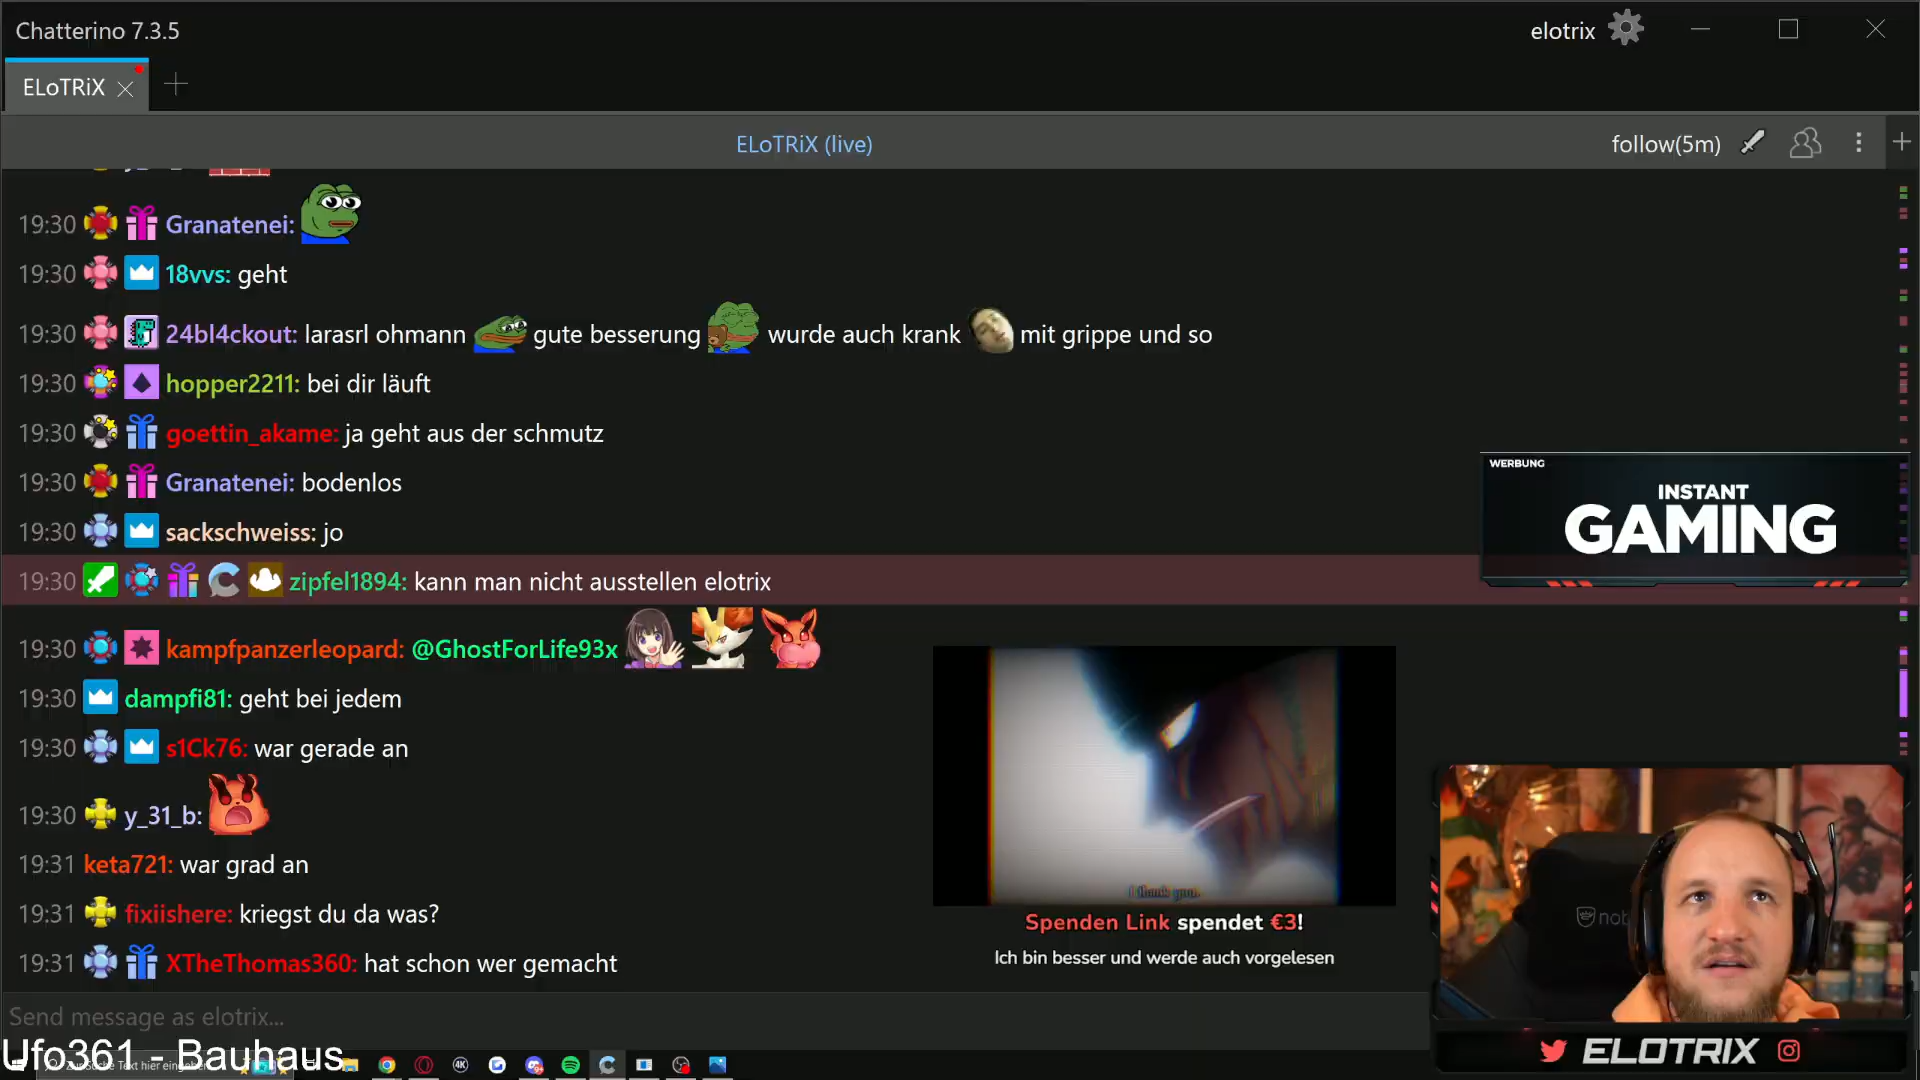 Chatterino 7.3.5
elotrix
ELoTRiX
ELoTRiX (live)
follow(5m)
19:30 Granatenei:
19:30 18vvs: geht
19:30 24bl4ckout: larasrl ohmann gute besserung wurde auch krank mit grippe und so
19:30 hopper2211: bei dir läuft
19:30 goettin_akame: ja geht aus der schmutz
19:30 Granatenei: bodenlos
19:30 sackschweiss: jo
19:30 zipfel1894: kann man nicht ausstellen elotrix
19:30 kampfpanzerleopard: @GhostForLife93x
19:30 dampfi81: geht bei jedem
19:30 s1Ck76: war gerade an
19:30 y_31_b:
19:31 keta721: war grad an
19:31 fixiishere: kriegst du da was?
19:31 XTheThomas360: hat schon wer gemacht
Send message as elotrix...
WERBUNG
INSTANT
GAMING
I thank you.
Spenden Link spendet €3!
Ich bin besser und werde auch vorgelesen
Ufo361 - Bauhaus
4K
ELOTRIX